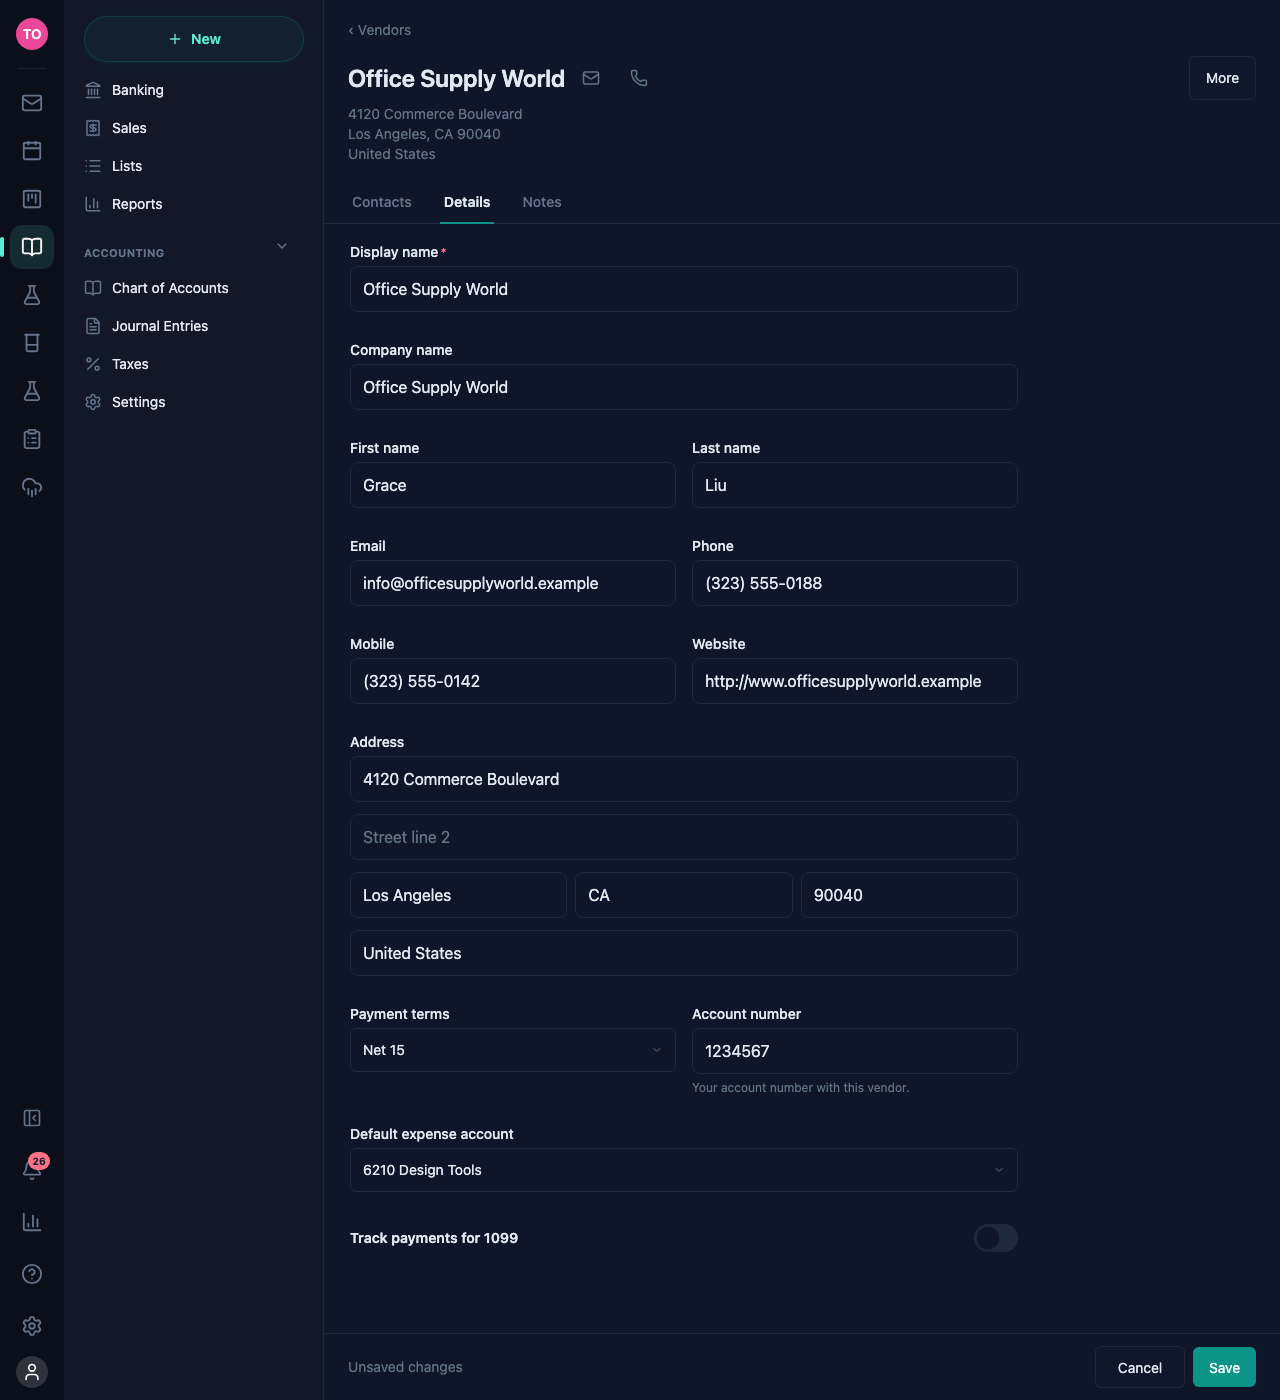 TO
New
Banking
Sales
Lists
Reports
ACCOUNTING
Chart of Accounts
Journal Entries
Taxes
Settings
26
‹ Vendors
Office Supply World
More
4120 Commerce Boulevard
Los Angeles, CA 90040
United States
Contacts Details Notes
Display name*
Office Supply World
Company name
Office Supply World
First name Last name
Grace Liu
Email Phone
info@officesupplyworld.example (323) 555-0188
Mobile Website
(323) 555-0142 http://www.officesupplyworld.example
Address
4120 Commerce Boulevard
Street line 2
Los Angeles CA 90040
United States
Payment terms Account number
Net 15 1234567
Your account number with this vendor.
Default expense account
6210 Design Tools
Track payments for 1099
Unsaved changes Cancel Save